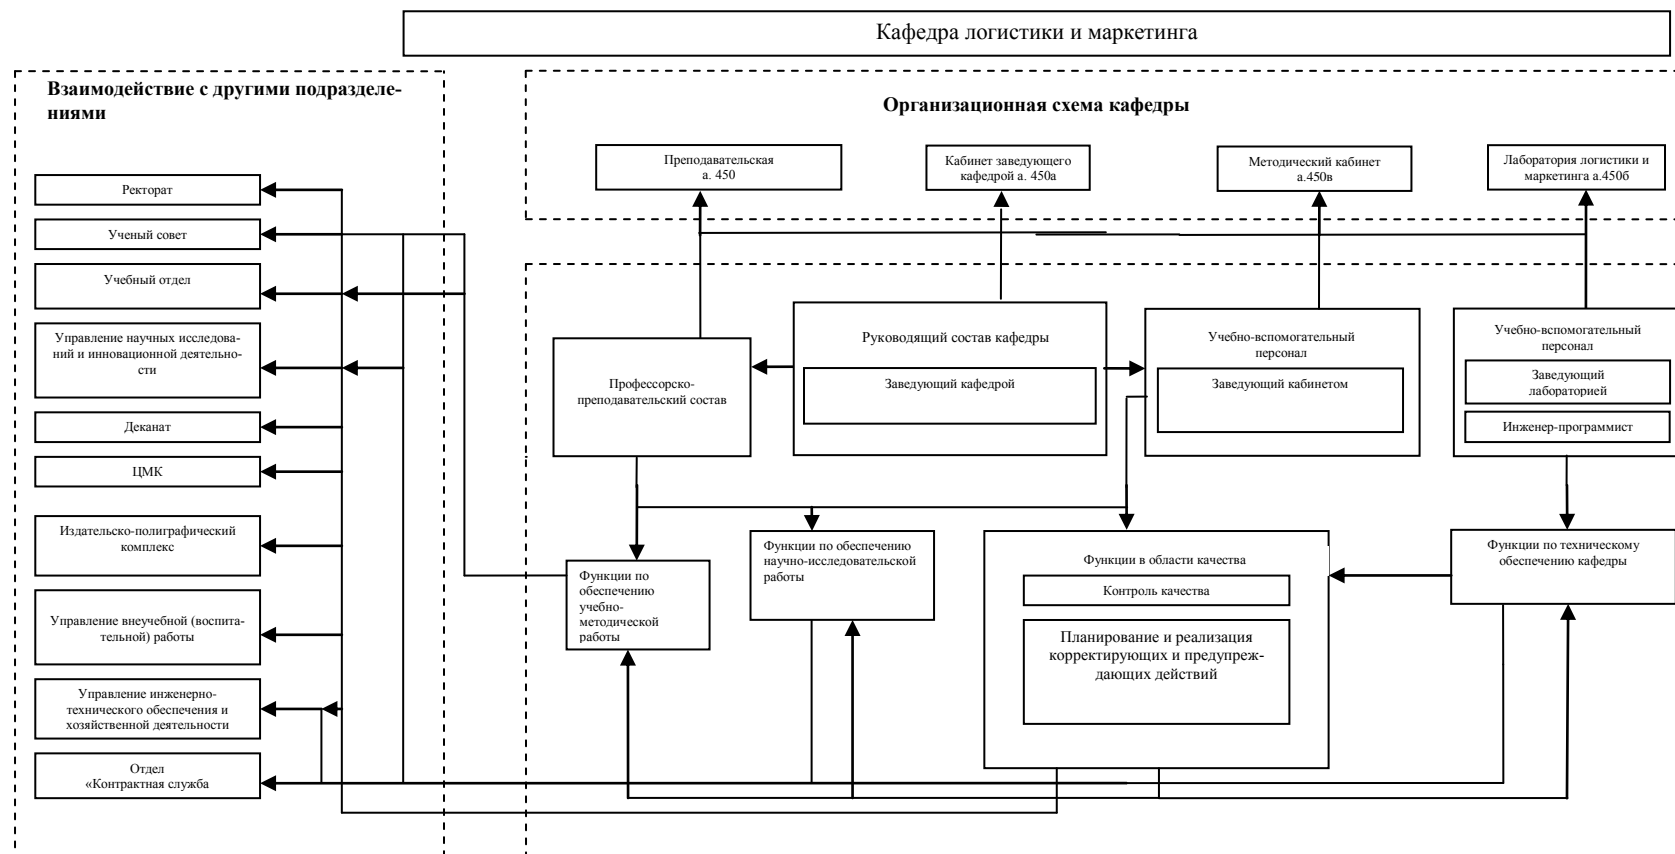 Кафедра логистики и маркетинга
Взаимодействие с другими подразделе-
ниями
Ректорат
Ученый совет
Учебный отдел
Управление научных исследова-
ний и инновационной деятельно-
сти
Деканат
ЦМК
Издательско-полиграфический
комплекс
Управление внеучебной (воспита-
тельной) работы
Управление инженерно-
технического обеспечения и
хозяйственной деятельности
Отдел
«Контрактная служба
Организационная схема кафедры
Преподавательская
а. 450
Кабинет заведующего
кафедрой а. 450а
Методический кабинет
а.450в
Лаборатория логистики и
маркетинга а.450б
Профессорско-
преподавательский состав
Руководящий состав кафедры
Заведующий кафедрой
Учебно-вспомогательный
персонал
Заведующий кабинетом
Учебно-вспомогательный
персонал
Заведующий
лабораторией
Инженер-программист
Функции по
обеспечению
учебно-
методической
работы
Функции по обеспечению
научно-исследовательской
работы
Функции в области качества
Контроль качества
Планирование и реализация
корректирующих и предупреж-
дающих действий
Функции по техническому
обеспечению кафедры